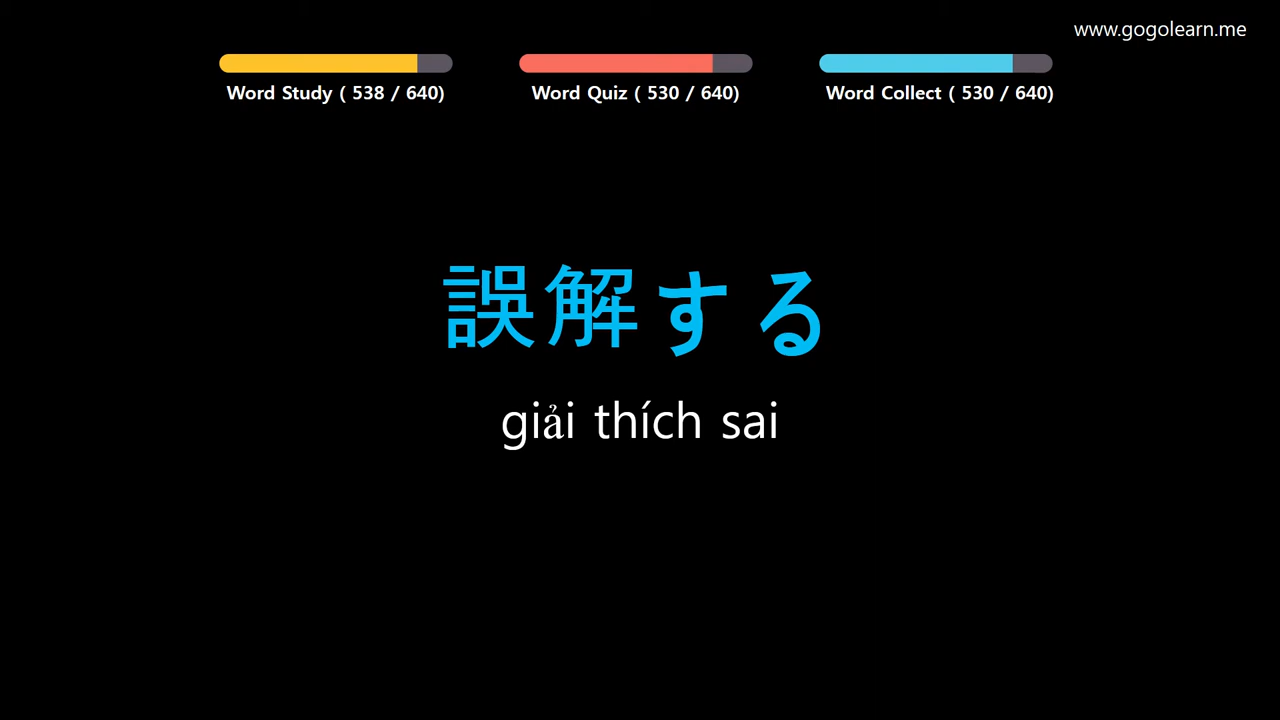 www.gogolearn.me
Word Study ( 538 / 640)
Word Quiz ( 530 / 640)
Word Collect ( 530 / 640)
誤解する
giải thích sai